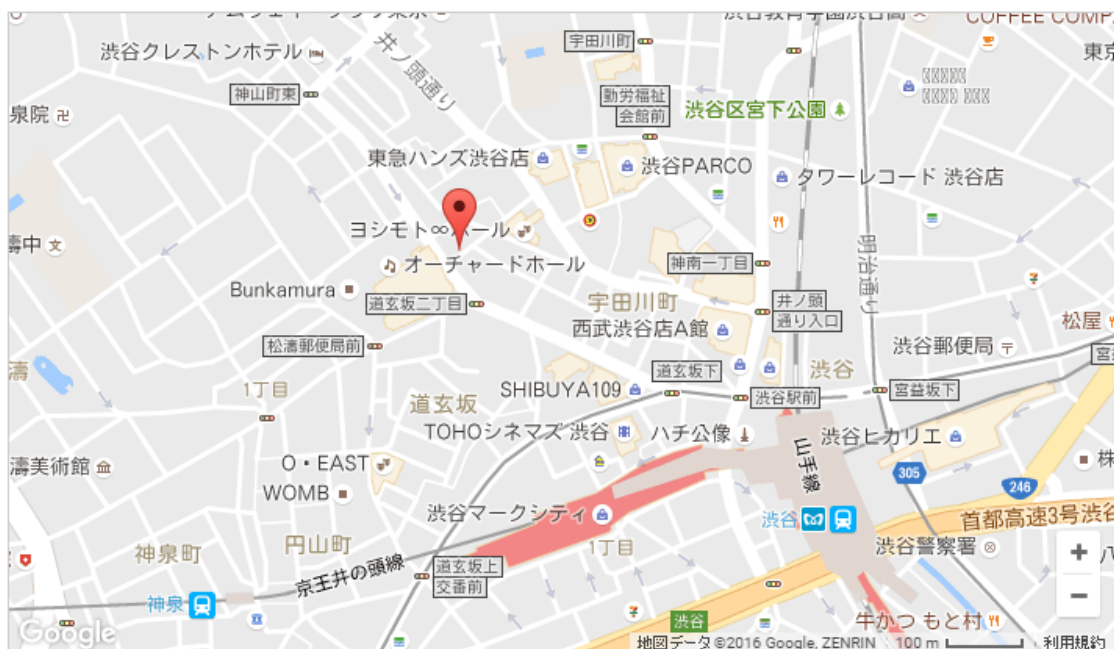 COFFEE COMPA
渋谷クレストンホテル
井ノ頭通り
宇田川町
東京
神山町東
勤労福祉
会館前
渋谷区宮下公園
泉院
東急ハンズ渋谷店
渋谷PARCO
タワーレコード 渋谷店
ヨシモト∞ホール
濤中
オーチャードホール
神南一丁目
明治通り
Bunkamura
道玄坂二丁目
宇田川町
井ノ頭
通り入口
西武渋谷店A館
松屋
松濤郵便局前
渋谷郵便局
濤
1丁目
道玄坂
SHIBUYA109
道玄坂下
渋谷
渋谷駅前
宮益坂下
TOHOシネマズ 渋谷
ハチ公像
渋谷ヒカリエ
山手線
濤美術館
O・EAST
WOMB
305
246
株
渋谷マークシティ
渋谷
首都高速3号渋谷
神泉町
円山町
1丁目
渋谷警察署
京王井の頭線
道玄坂上
交番前
神泉
渋谷
牛かつ もと村
Google
地図データ ©2016 Google, ZENRIN
100 m
利用規約